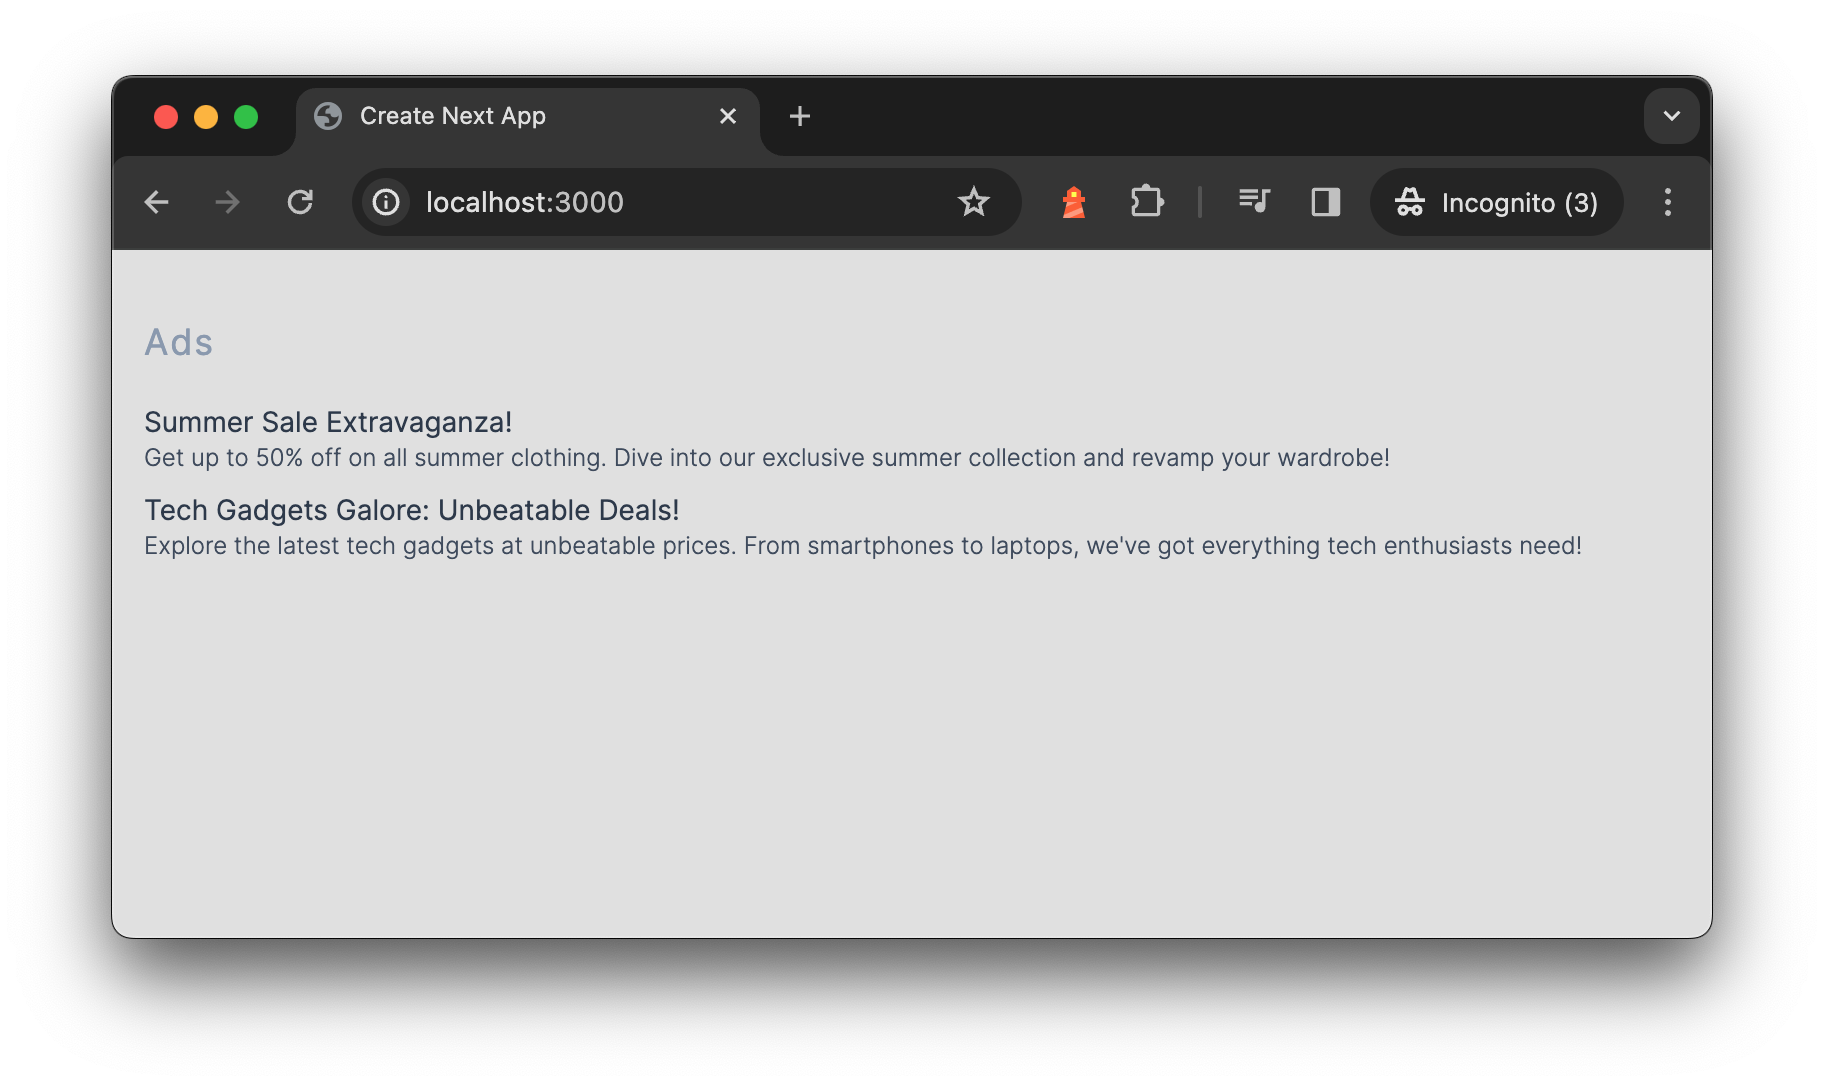 Create Next App
localhost:3000
Incognito (3)
Ads
Summer Sale Extravaganza!
Get up to 50% off on all summer clothing. Dive into our exclusive summer collection and revamp your wardrobe!
Tech Gadgets Galore: Unbeatable Deals!
Explore the latest tech gadgets at unbeatable prices. From smartphones to laptops, we've got everything tech enthusiasts need!